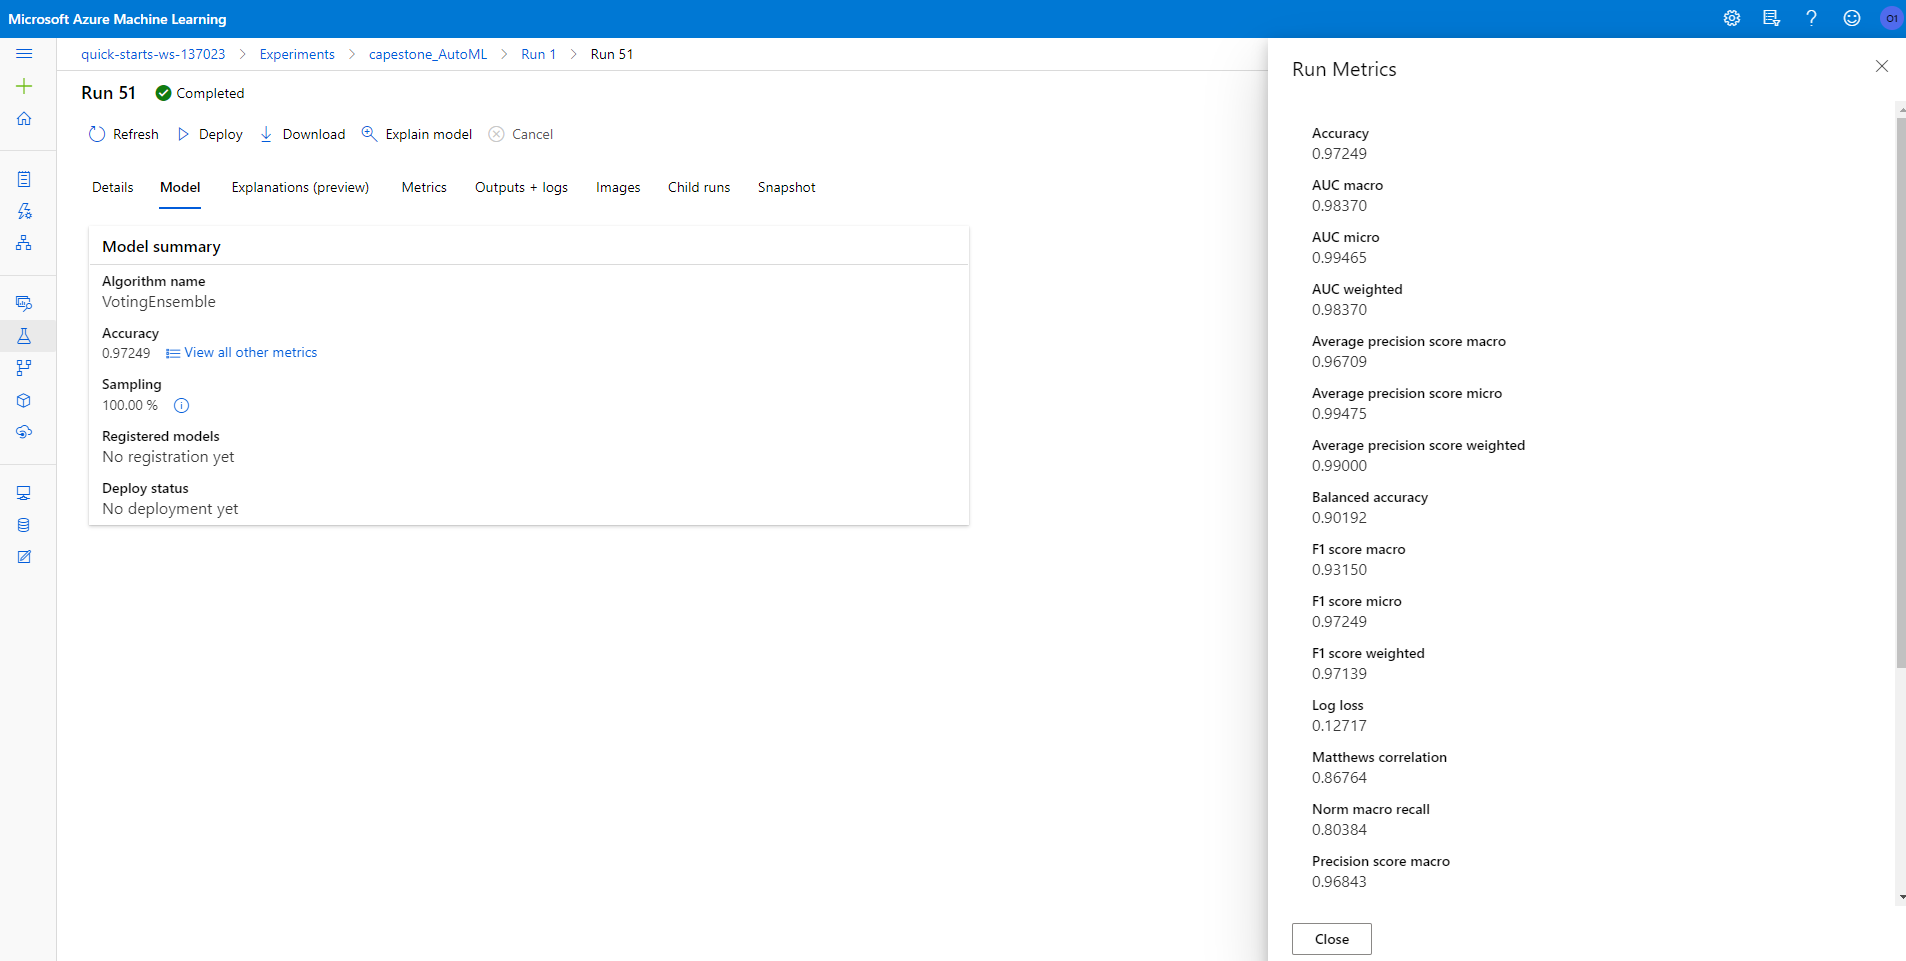 Microsoft Azure Machine Learning
O1
quick-starts-ws-137023 > Experiments > capestone_AutoML > Run 1 > Run 51
Run 51 Completed
Refresh Deploy Download Explain model Cancel
Details Model Explanations (preview) Metrics Outputs + logs Images Child runs Snapshot
Model summary
Algorithm name
VotingEnsemble
Accuracy
0.97249 View all other metrics
Sampling
100.00 %
Registered models
No registration yet
Deploy status
No deployment yet
Run Metrics
Accuracy
0.97249
AUC macro
0.98370
AUC micro
0.99465
AUC weighted
0.98370
Average precision score macro
0.96709
Average precision score micro
0.99475
Average precision score weighted
0.99000
Balanced accuracy
0.90192
F1 score macro
0.93150
F1 score micro
0.97249
F1 score weighted
0.97139
Log loss
0.12717
Matthews correlation
0.86764
Norm macro recall
0.80384
Precision score macro
0.96843
Close